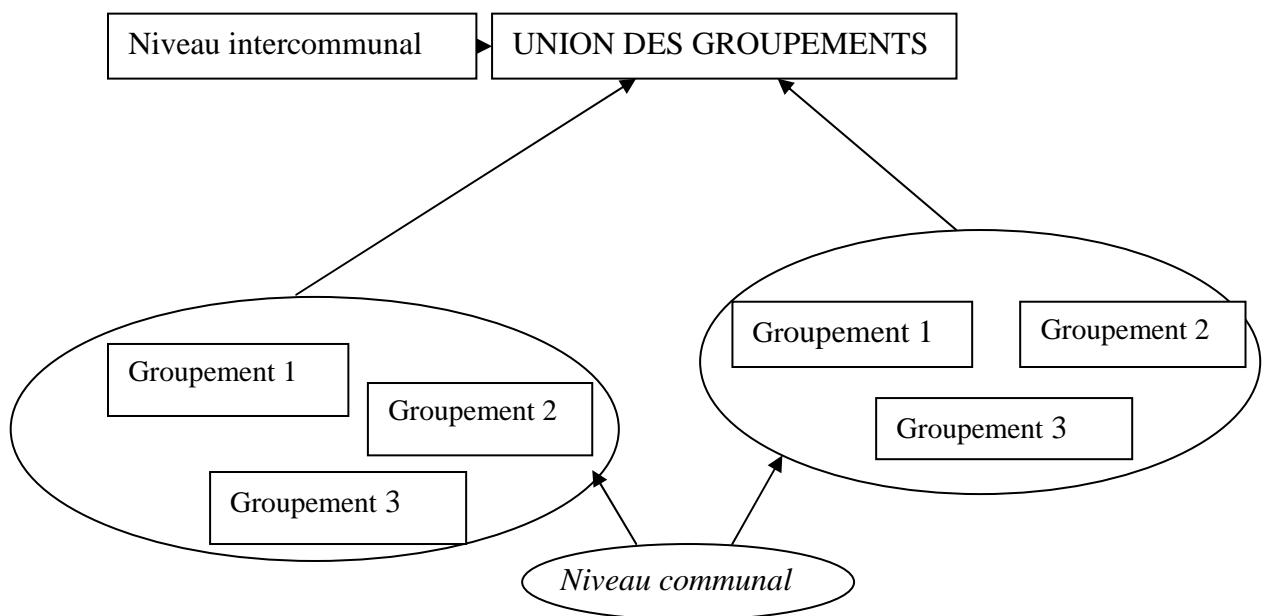 Niveau intercommunal
UNION DES GROUPEMENTS
Groupement 1
Groupement 2
Groupement 3
Groupement 1
Groupement 2
Groupement 3
Niveau communal